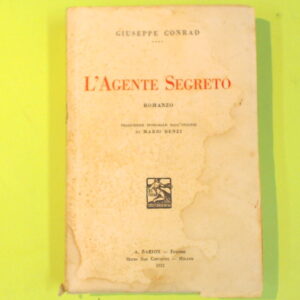 GIUSEPPE CONRAD
L'AGENTE SEGRETO
ROMANZO
TRADUZIONE INTEGRALE DALL'INGLESE
DI MARIO BENZI
A. BARION — Editore
Sesto San Giovanni — Milano